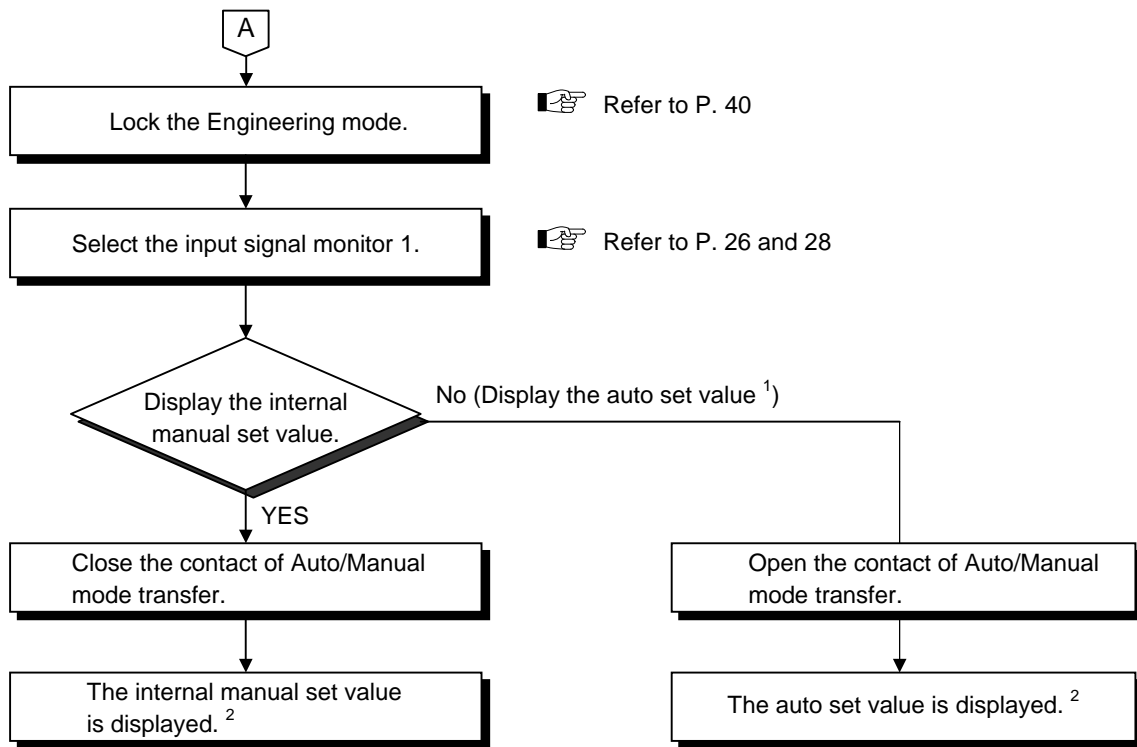 A
Lock the Engineering mode.
Refer to P. 40
Select the input signal monitor 1.
Refer to P. 26 and 28
Display the internal
manual set value.
No (Display the auto set value 1)
YES
Close the contact of Auto/Manual
mode transfer.
Open the contact of Auto/Manual
mode transfer.
The internal manual set value
is displayed. 2
The auto set value is displayed. 2